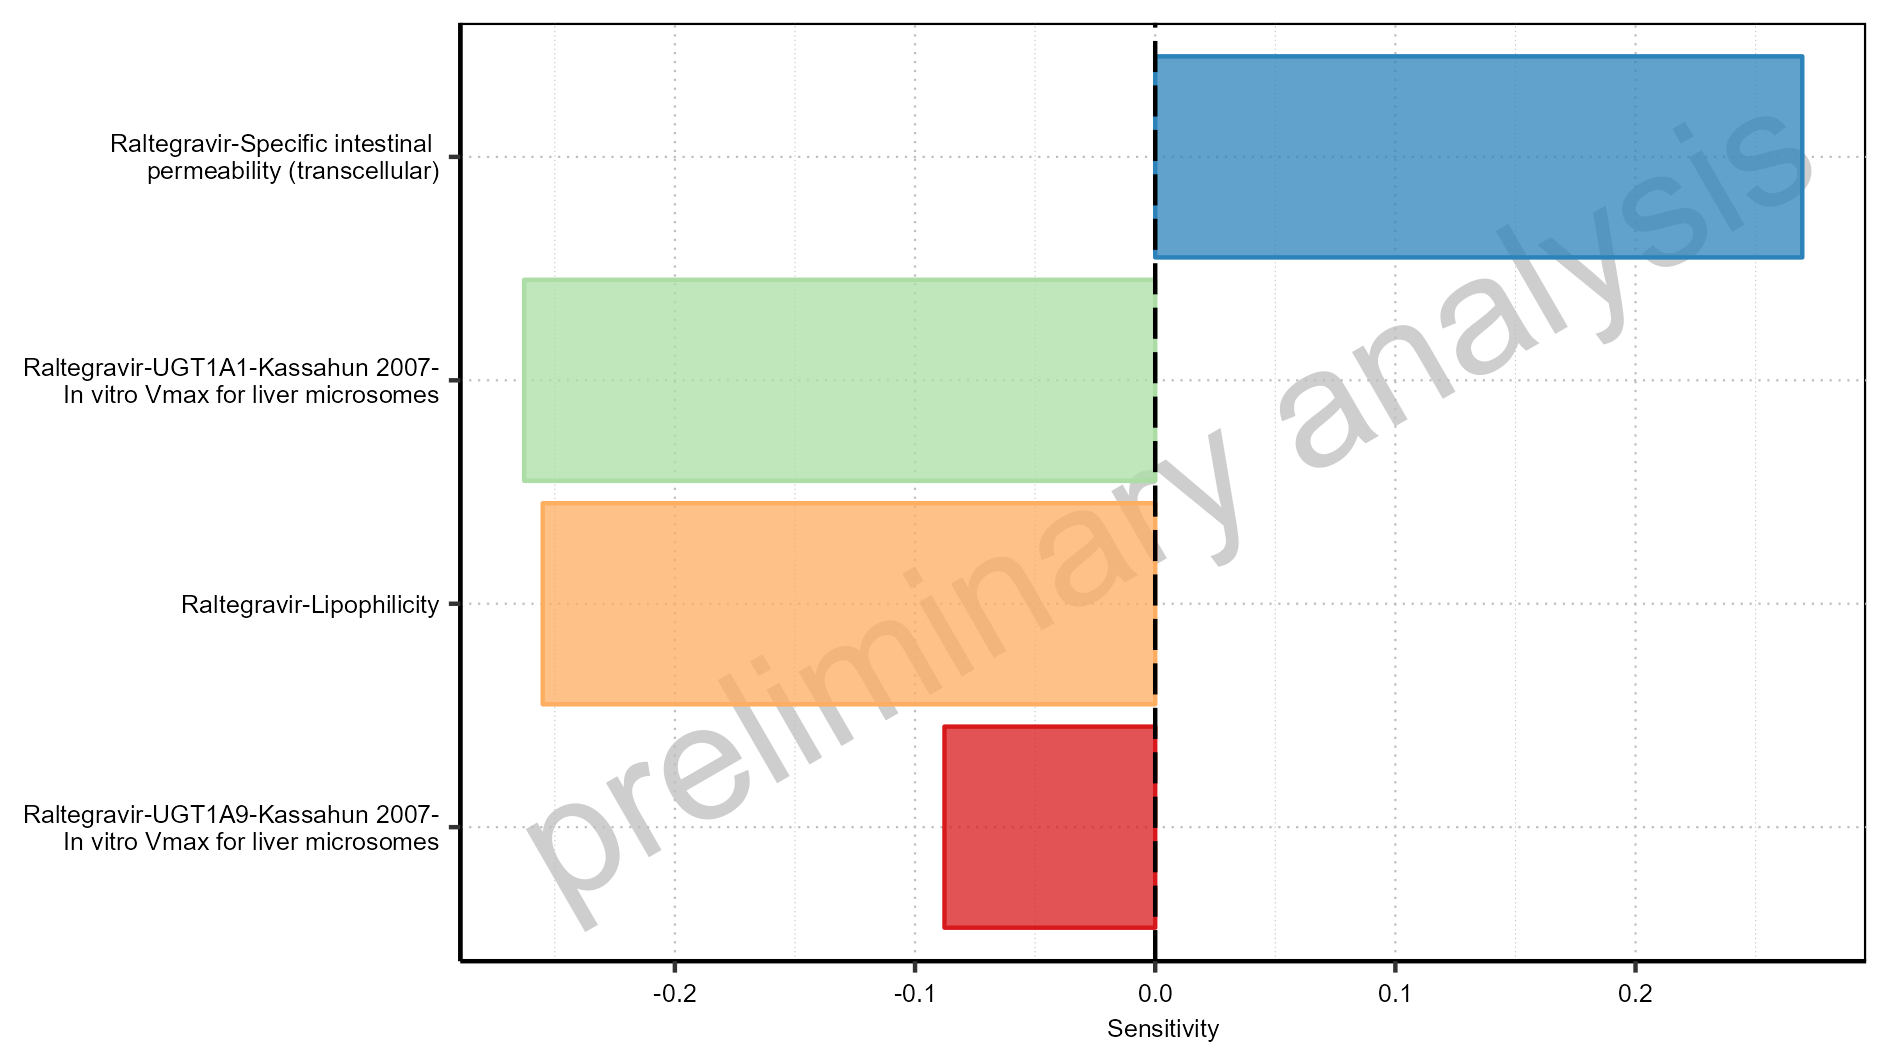 Raltegravir-Specific intestinal
permeability (transcellular)
Raltegravir-UGT1A1-Kassahun 2007-
In vitro Vmax for liver microsomes
Raltegravir-Lipophilicity
Raltegravir-UGT1A9-Kassahun 2007-
In vitro Vmax for liver microsomes
preliminary analysis
-0.2 -0.1 0.0 0.1 0.2
Sensitivity